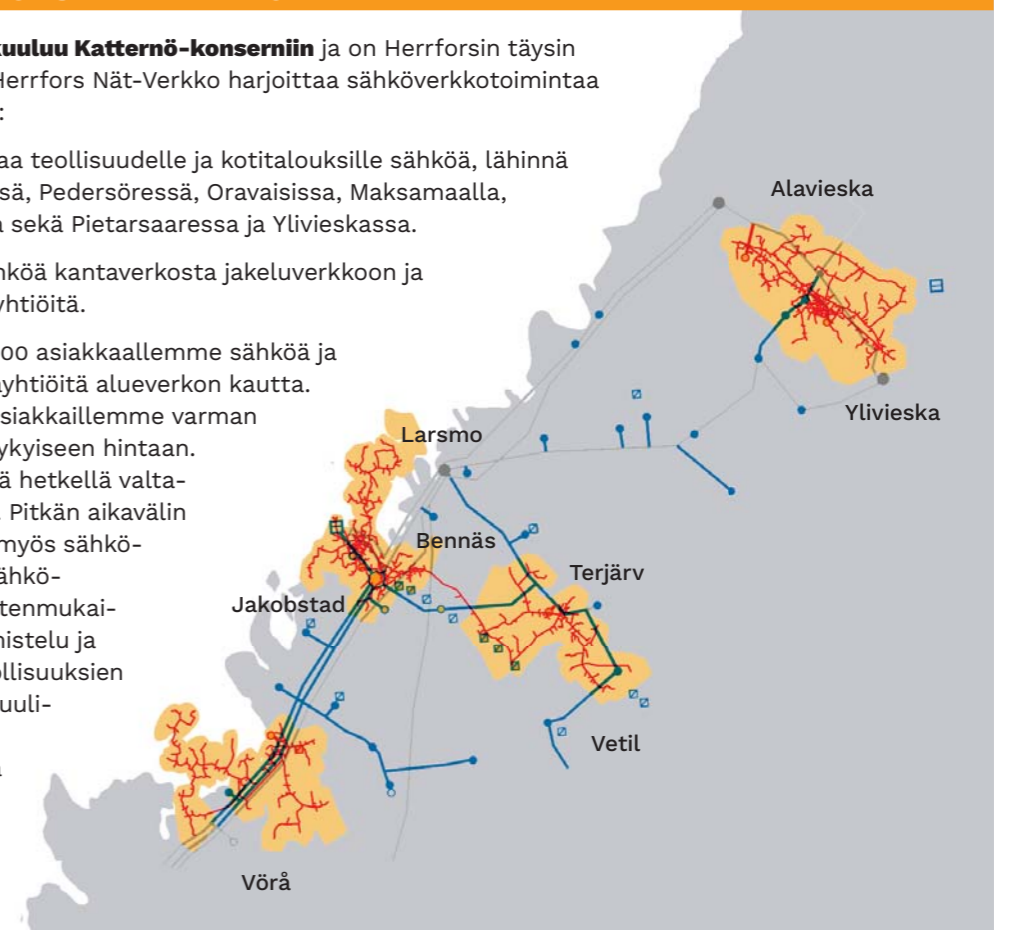 kuuluu Katternö-konserniin ja on Herrforsin täysin
Herrfors Nät-Verkko harjoittaa sähköverkkotoimintaa
:
aa teollisuudelle ja kotitalouksille sähköä, lähinnä
sä, Pedersöressä, Oravaisissa, Maksamaalla,
sekä Pietarsaaressa ja Ylivieskassa.
hköä kantaverkosta jakeluverkkoon ja
yhtiöitä.
00 asiakkaallemme sähköä ja
yhtiöitä alueverkon kautta.
siakkaillemme varman
ykyiseen hintaan.
ä hetkellä valta-
Pitkän aikavälin
myös sähkö-
ähkö-
tenmukai-
nistelu ja
ollisuuksien
uuli-
Alavieska
Ylivieska
Larsmo
Bennäs
Terjärv
Jakobstad
Vetil
Vörå